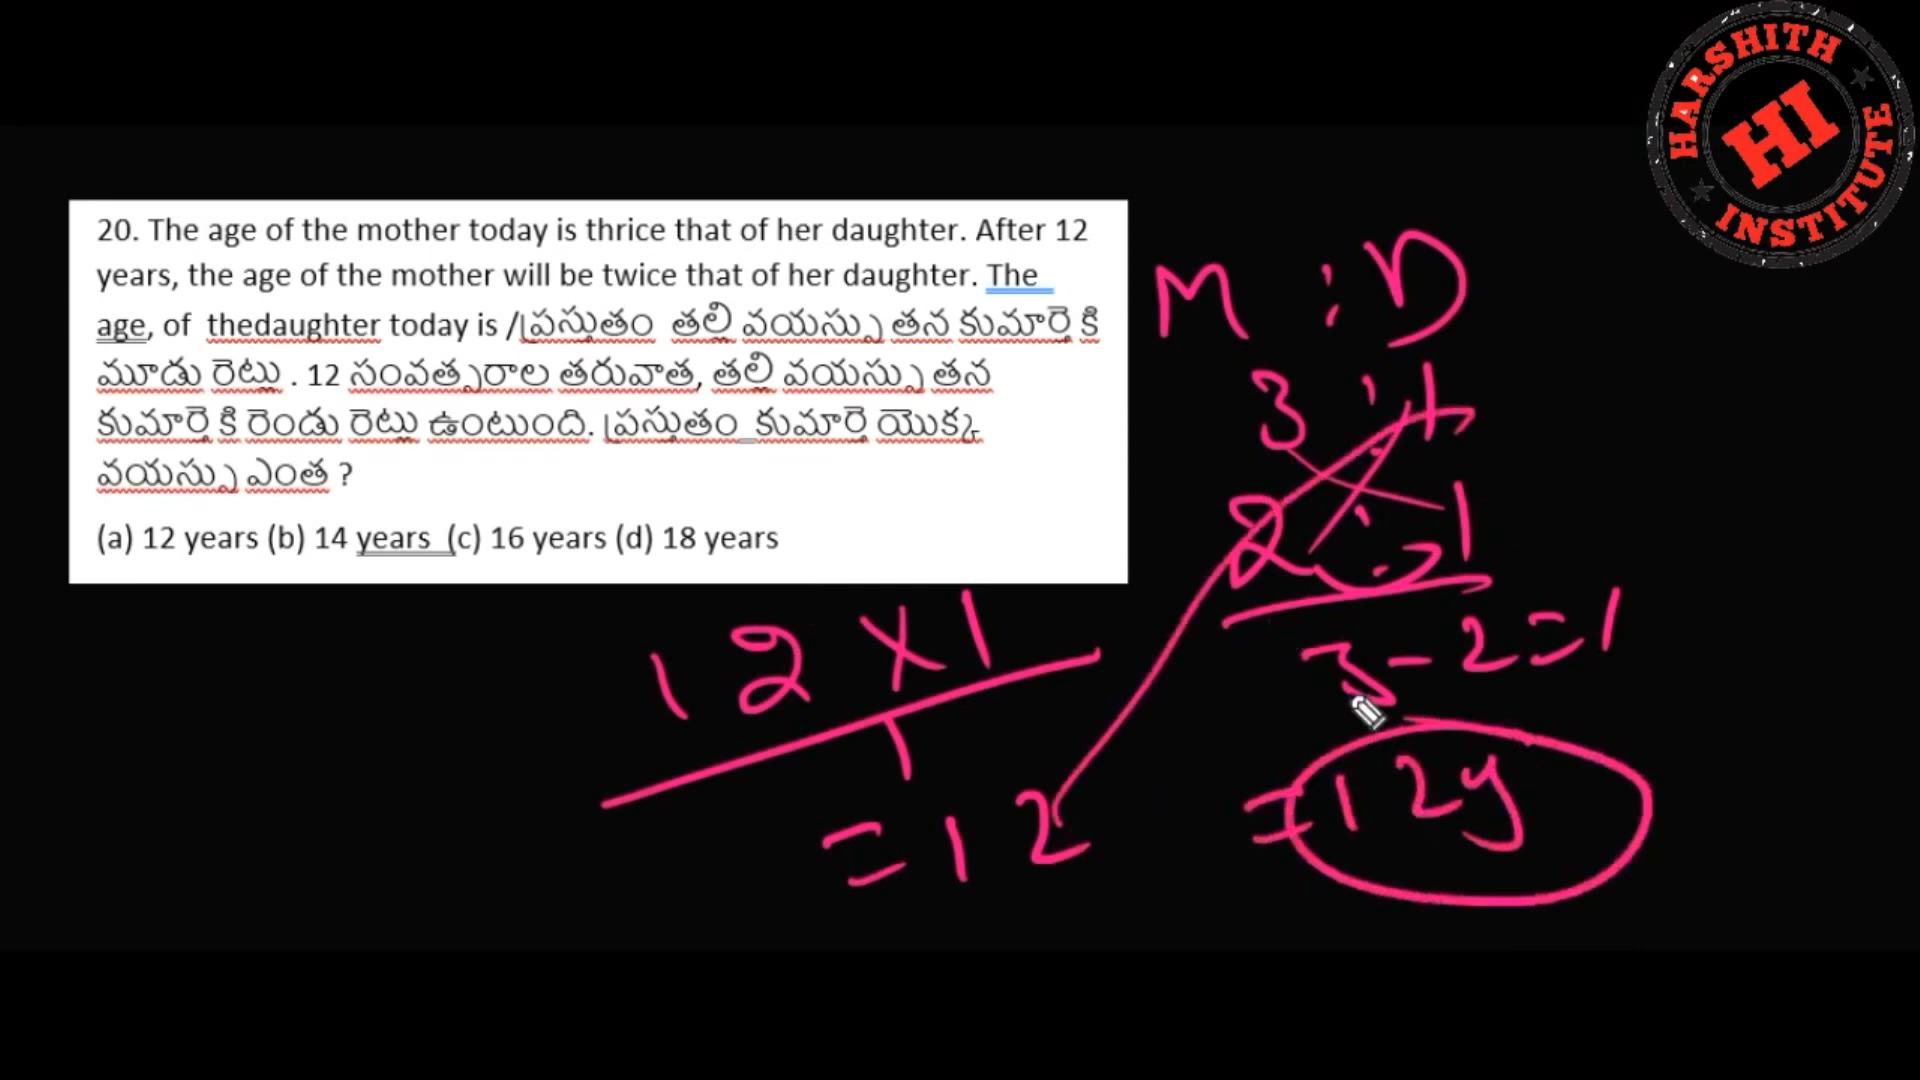 HARSHITH
HI
INSTITUTE
20. The age of the mother today is thrice that of her daughter. After 12
years, the age of the mother will be twice that of her daughter. The
age, of thedaughter today is /ప్రస్తుతం తల్లి వయస్సు తన కుమార్తె కి
మూడు రెట్లు . 12 సంవత్సరాల తరువాత, తల్లి వయస్సు తన
కుమార్తె కి రెండు రెట్లు ఉంటుంది. ప్రస్తుతం కుమార్తె యొక్క
వయస్సు ఎంత ?
(a) 12 years (b) 14 years (c) 16 years (d) 18 years
M : D
3 : 1
2 : 1
3-2=1
12×1
1
=12
=12y